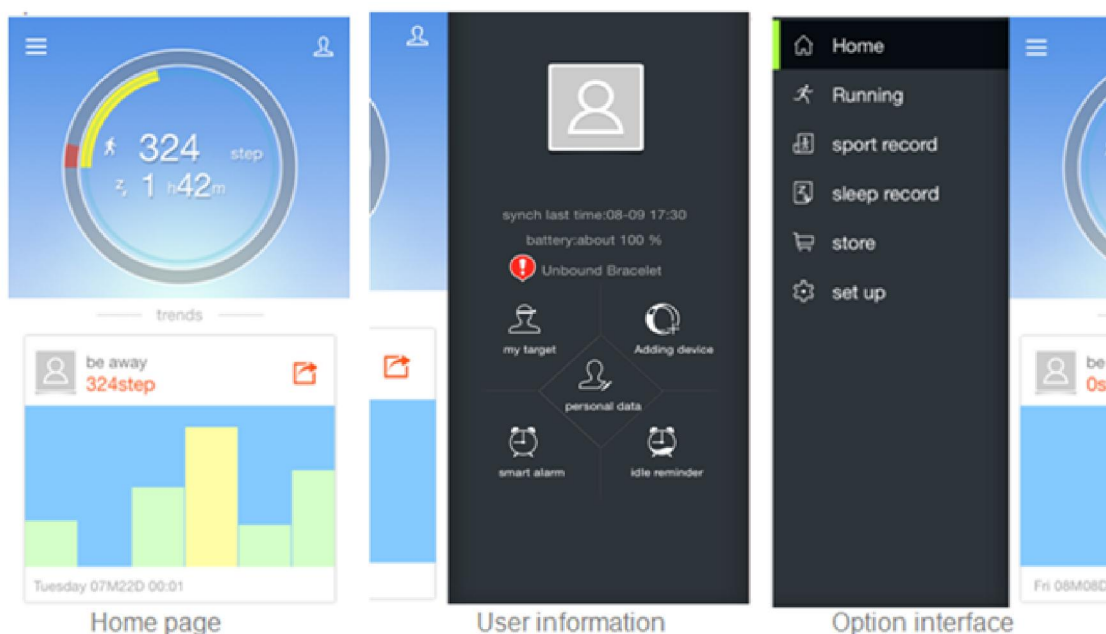 324 step
1 h42m
trends
be away
324step
Tuesday 07M22D 00:01
Home page
synch last time:08-09 17:30
battery:about 100 %
Unbound Bracelet
my target
Adding device
personal data
smart alarm
idle reminder
User information
Home
Running
sport record
sleep record
store
set up
be
0s
Fri 08M08D
Option interface